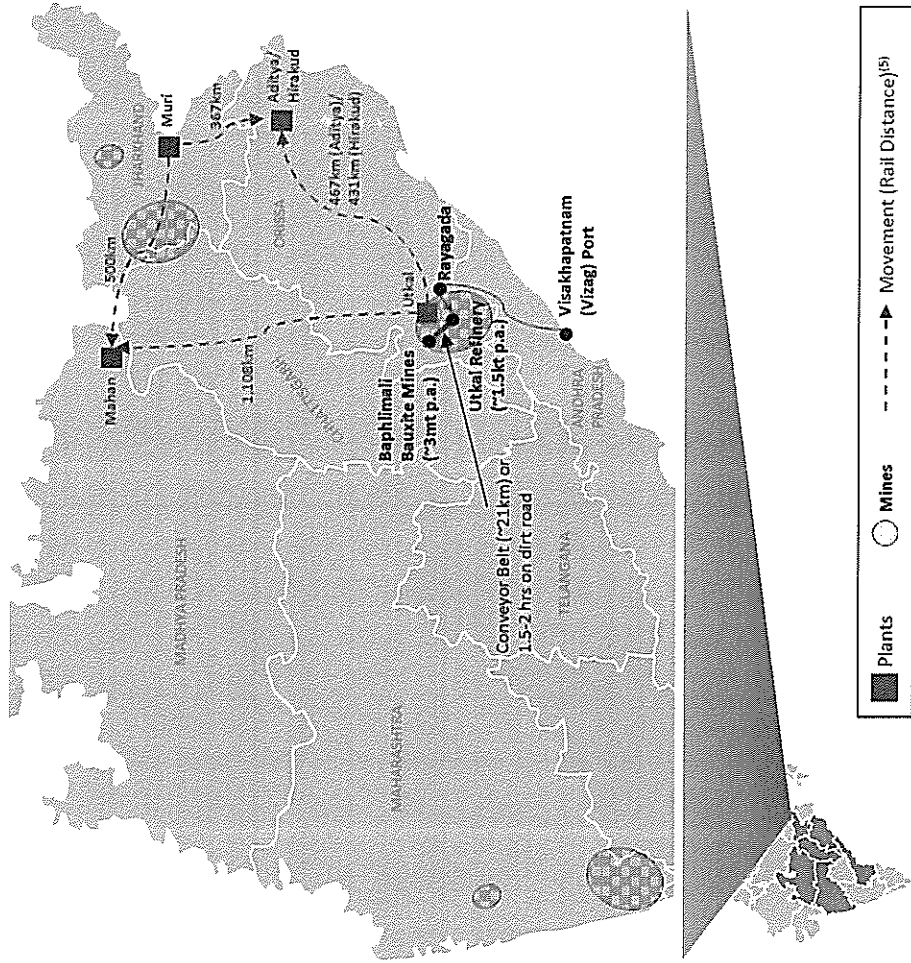 JHARKHAND
Muri
Aditya/
Hirakud
367km
500km
Mahan
467km (Aditya)/
431km (Hirakud)
ORISSA
1,108km
Utkal
Rayagada
Visakhapatnam
(Vizag) Port
Baphlimali
Bauxite Mines
(~3mt p.a.)
Utkal Refinery
(~1.5kt p.a.)
CHHATTISGARH
ANDHRA
PRADESH
Conveyor Belt (~21km) or
1.5-2 hrs on dirt road
TELANGANA
MADHYA PRADESH
MAHARASHTRA
Plants
Mines
Movement (Rail Distance)(5)